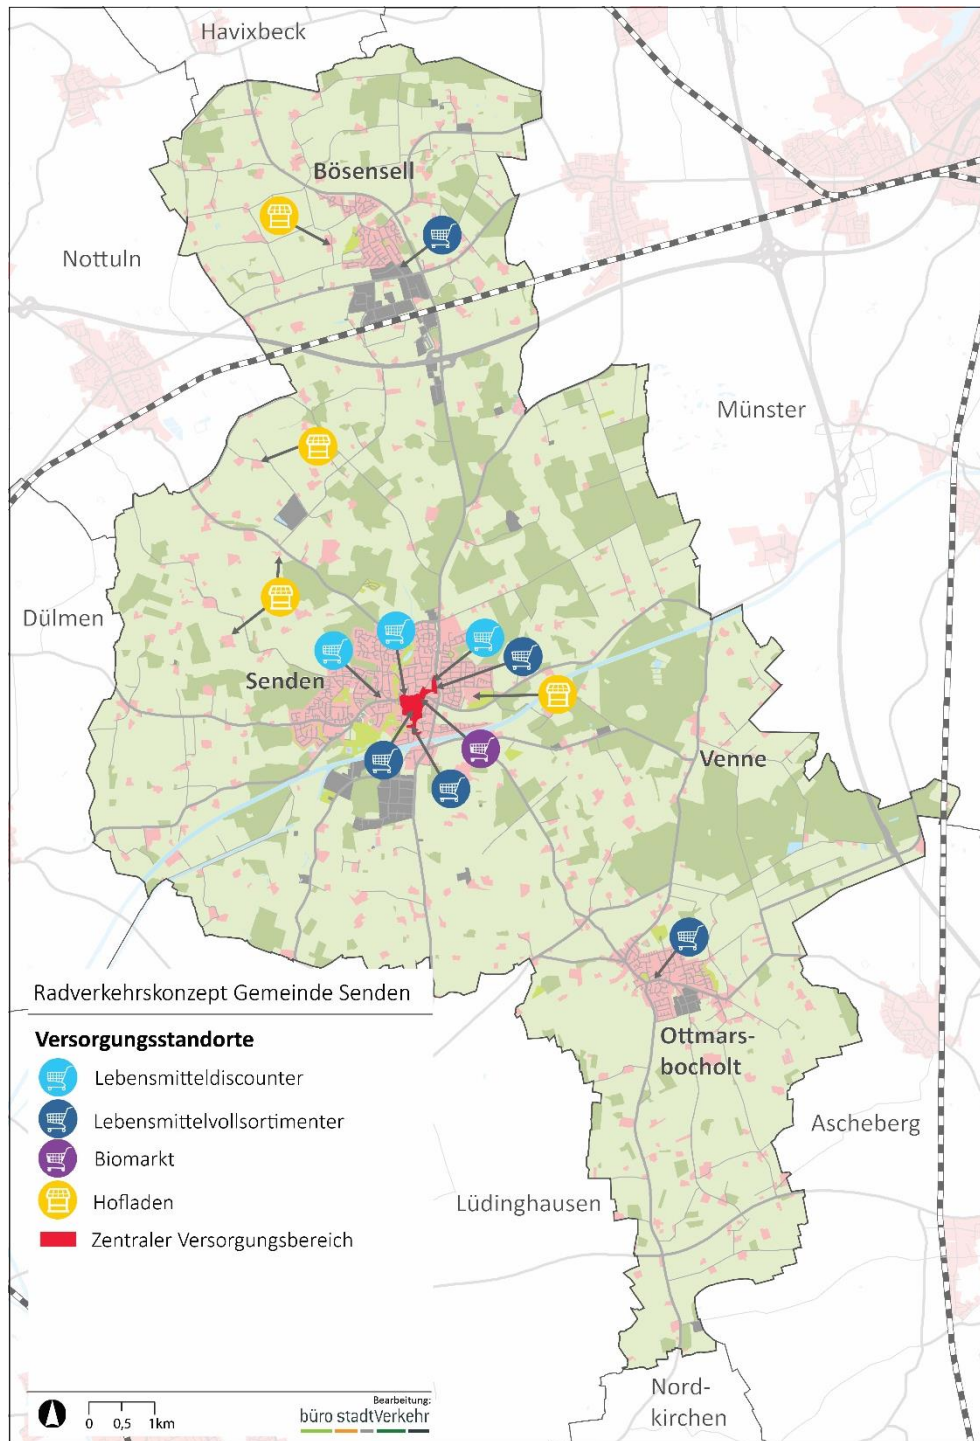 Havixbeck
Bösensell
Nottuln
Münster
Dülmen
Senden
Venne
Radverkehrskonzept Gemeinde Senden
Versorgungsstandorte
Lebensmitteldiscounter
Lebensmittelvollsortimenter
Biomarkt
Hofladen
Zentraler Versorgungsbereich
Ottmars-
bocholt
Ascheberg
Lüdinghausen
Nord-
kirchen
0 0,5 1km
Bearbeitung:
büro stadtVerkehr